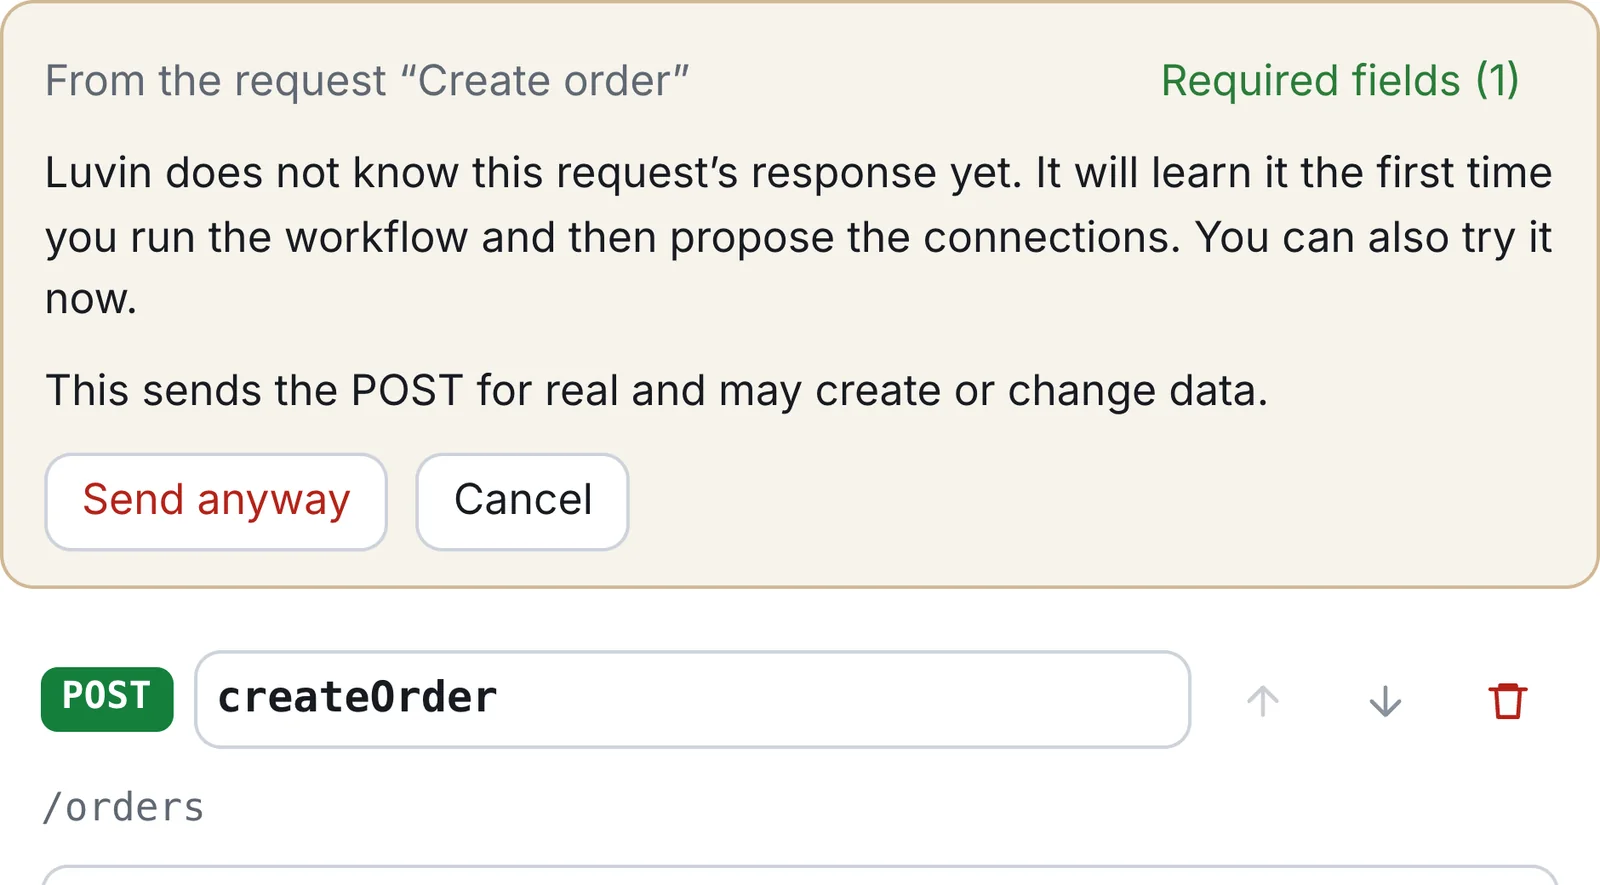 From the request “Create order”
Required fields (1)
Luvin does not know this request’s response yet. It will learn it the first time
you run the workflow and then propose the connections. You can also try it
now.
This sends the POST for real and may create or change data.
Send anyway
Cancel
POST
createOrder
/orders